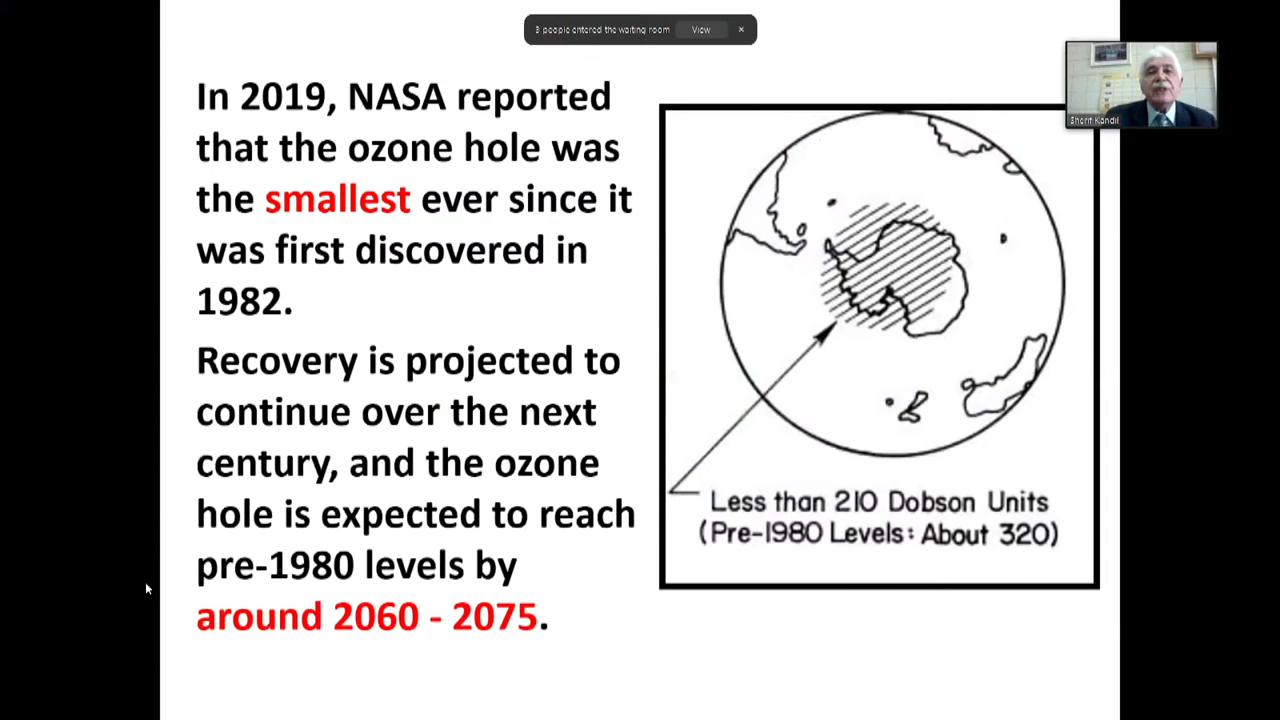 3 people entered the waiting room View ×
In 2019, NASA reported
that the ozone hole was
the smallest ever since it
was first discovered in
1982.
Recovery is projected to
continue over the next
century, and the ozone
hole is expected to reach
pre-1980 levels by
around 2060 - 2075.
Less than 210 Dobson Units
(Pre-1980 Levels: About 320)
Sherif Kandil